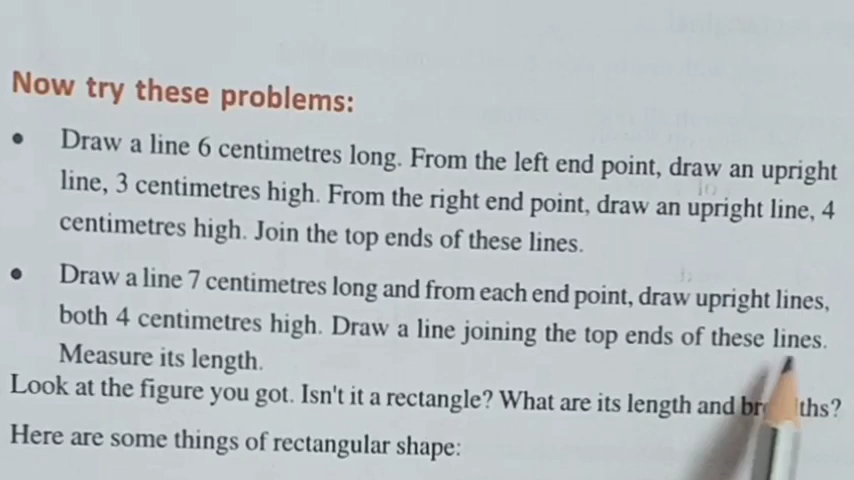 Now try these problems:
• Draw a line 6 centimetres long. From the left end point, draw an upright
line, 3 centimetres high. From the right end point, draw an upright line, 4
centimetres high. Join the top ends of these lines.
• Draw a line 7 centimetres long and from each end point, draw upright lines,
both 4 centimetres high. Draw a line joining the top ends of these lines.
Measure its length.
Look at the figure you got. Isn't it a rectangle? What are its length and
Here are some things of rectangular shape: